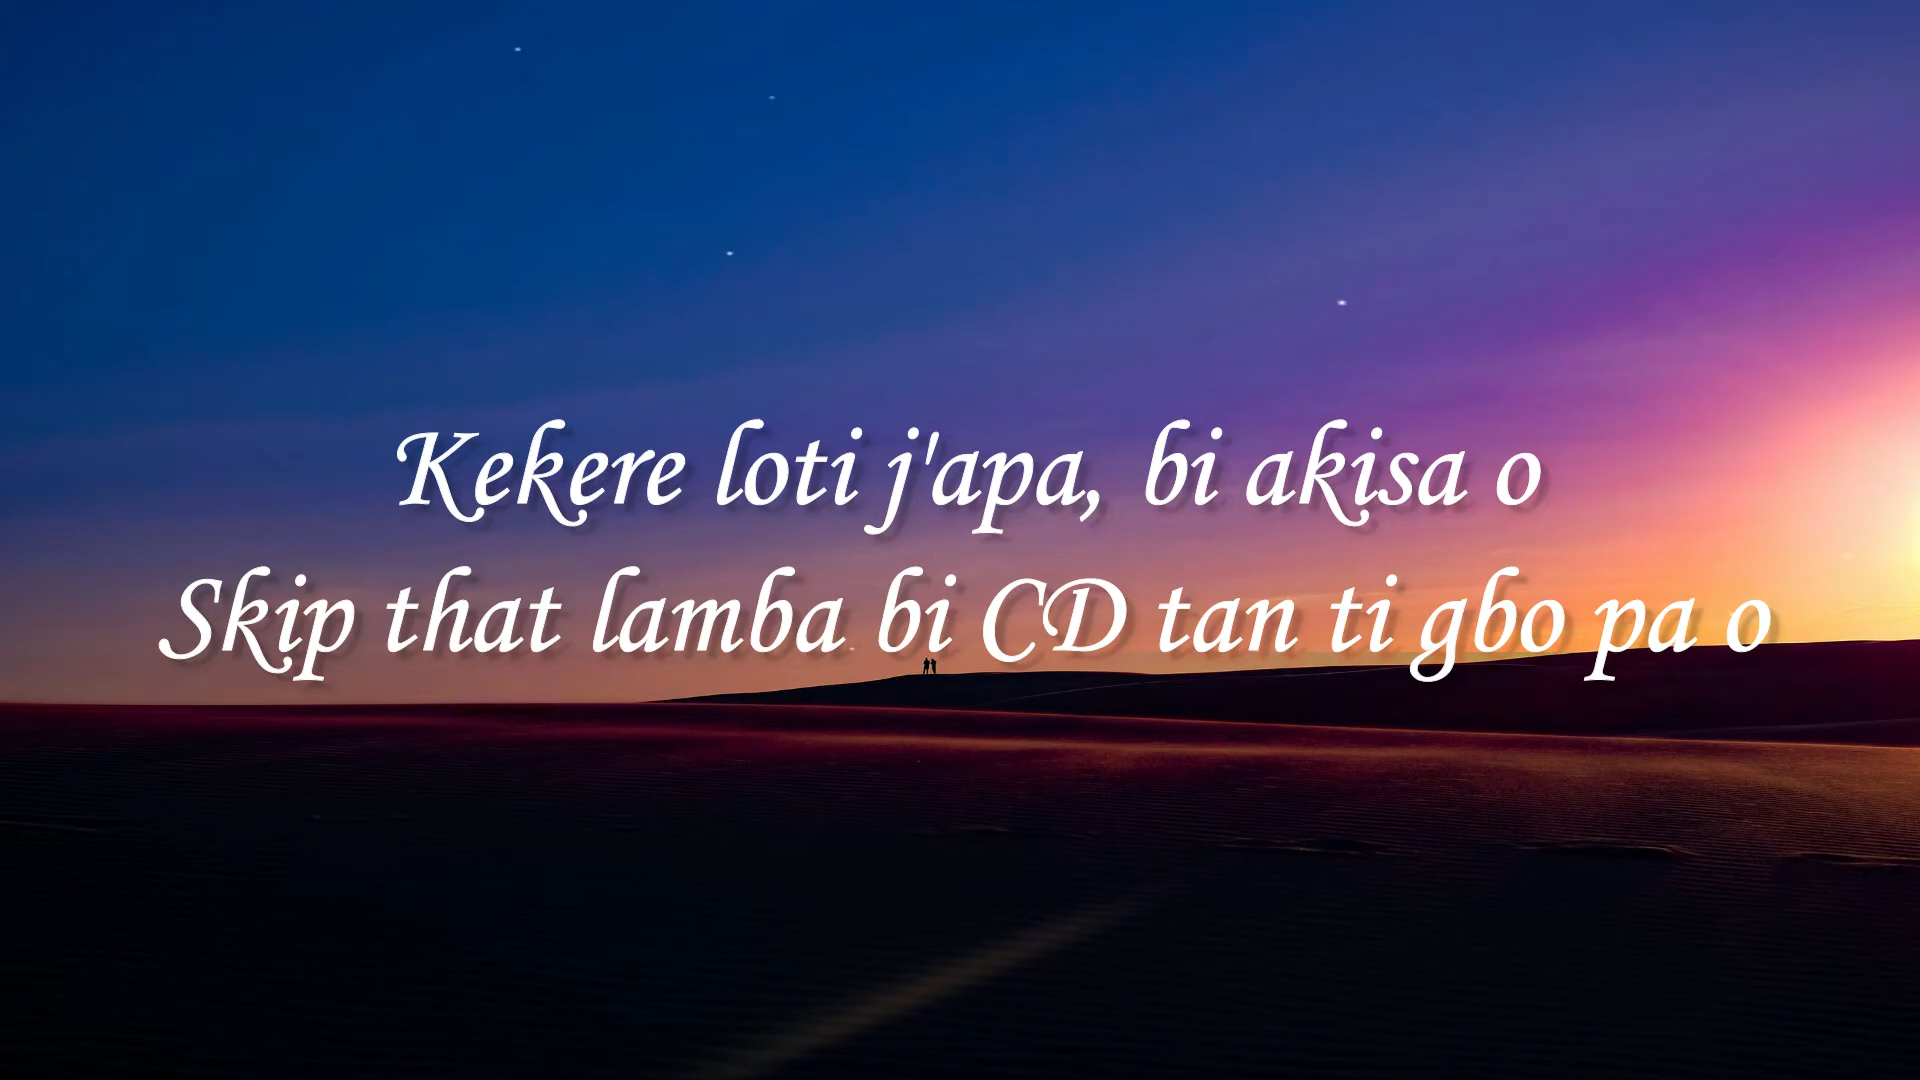 Kekere loti j'apa, bi akisa o
Skip that lamba bi CD tan ti gbo pa o